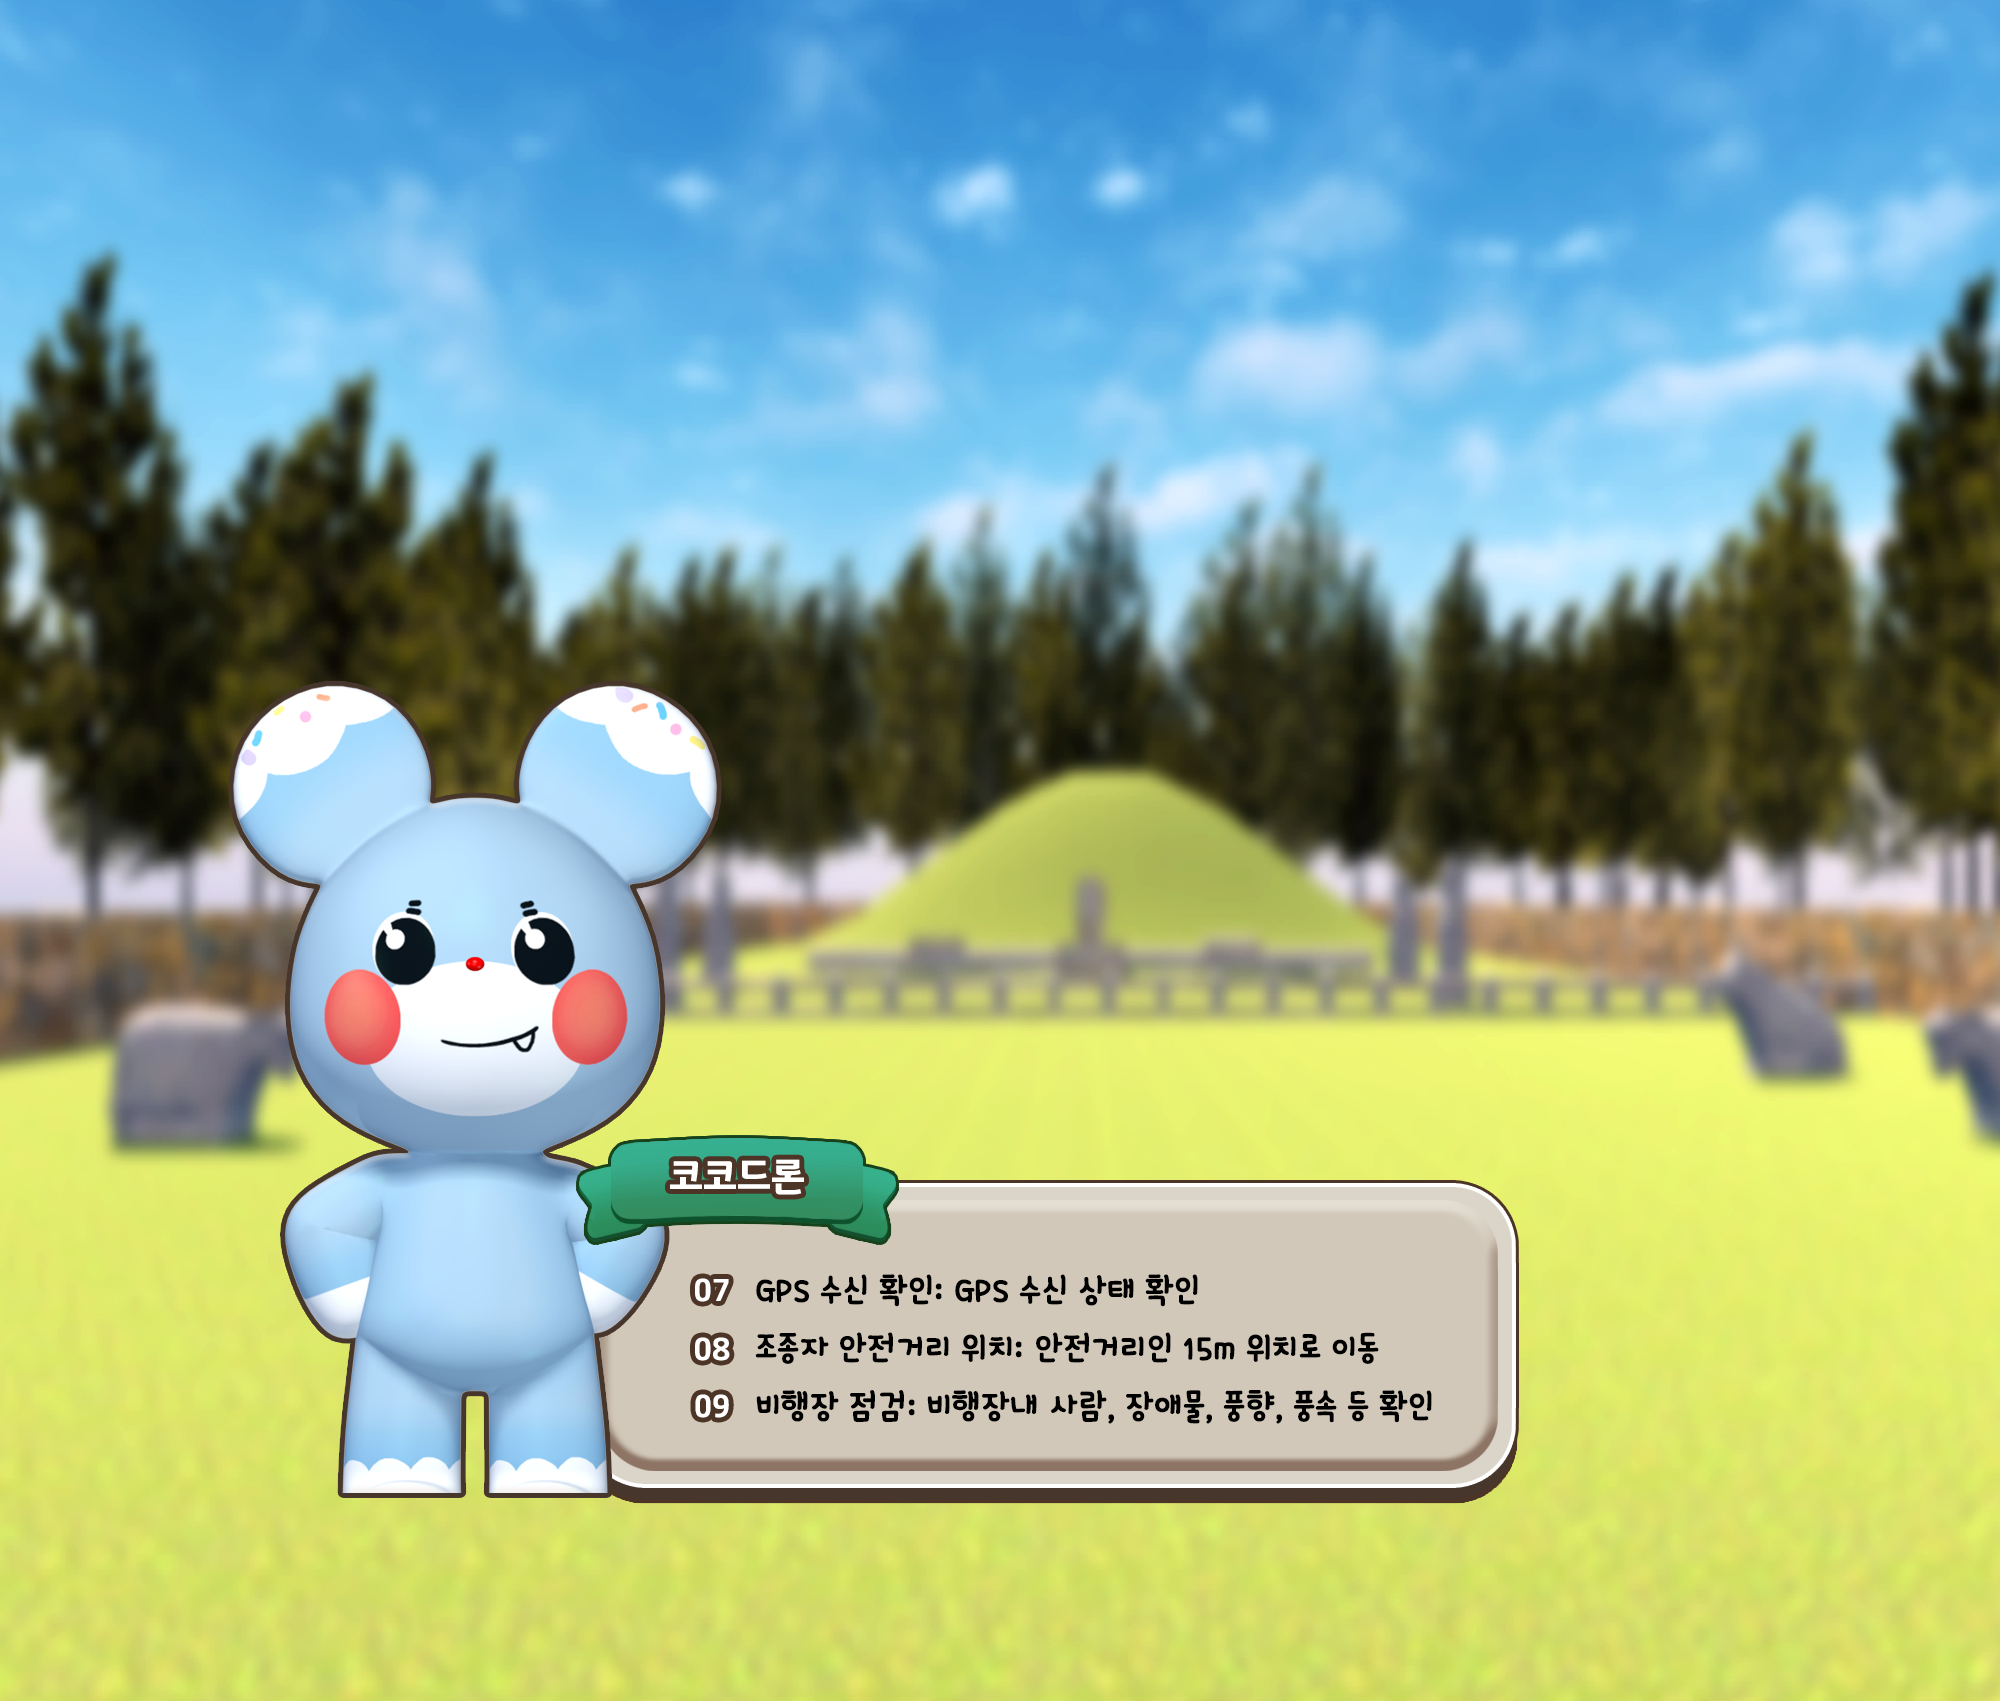 코코드론
07 GPS 수신 확인: GPS 수신 상태 확인
08 조종자 안전거리 위치: 안전거리인 15m 위치로 이동
09 비행장 점검: 비행장내 사람, 장애물, 풍향, 풍속 등 확인